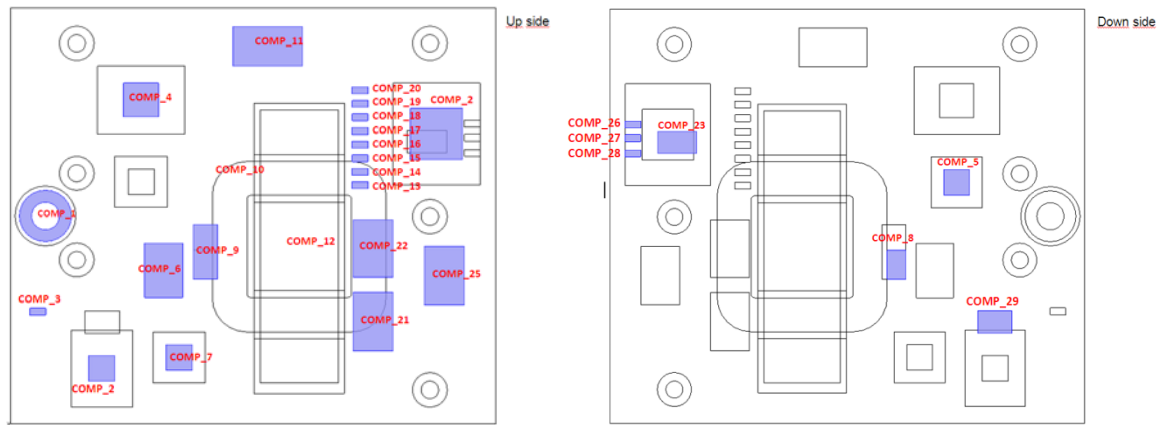 Up side
COMP_11
COMP_4
COMP_20
COMP_19
COMP_2
COMP_18
COMP_17
COMP_16
COMP_15
COMP_14
COMP_13
COMP_10
COMP_1
COMP_9
COMP_12
COMP_22
COMP_6
COMP_25
COMP_3
COMP_21
COMP_7
COMP_2
Down side
COMP_26
COMP_23
COMP_27
COMP_28
COMP_5
COMP_8
COMP_29